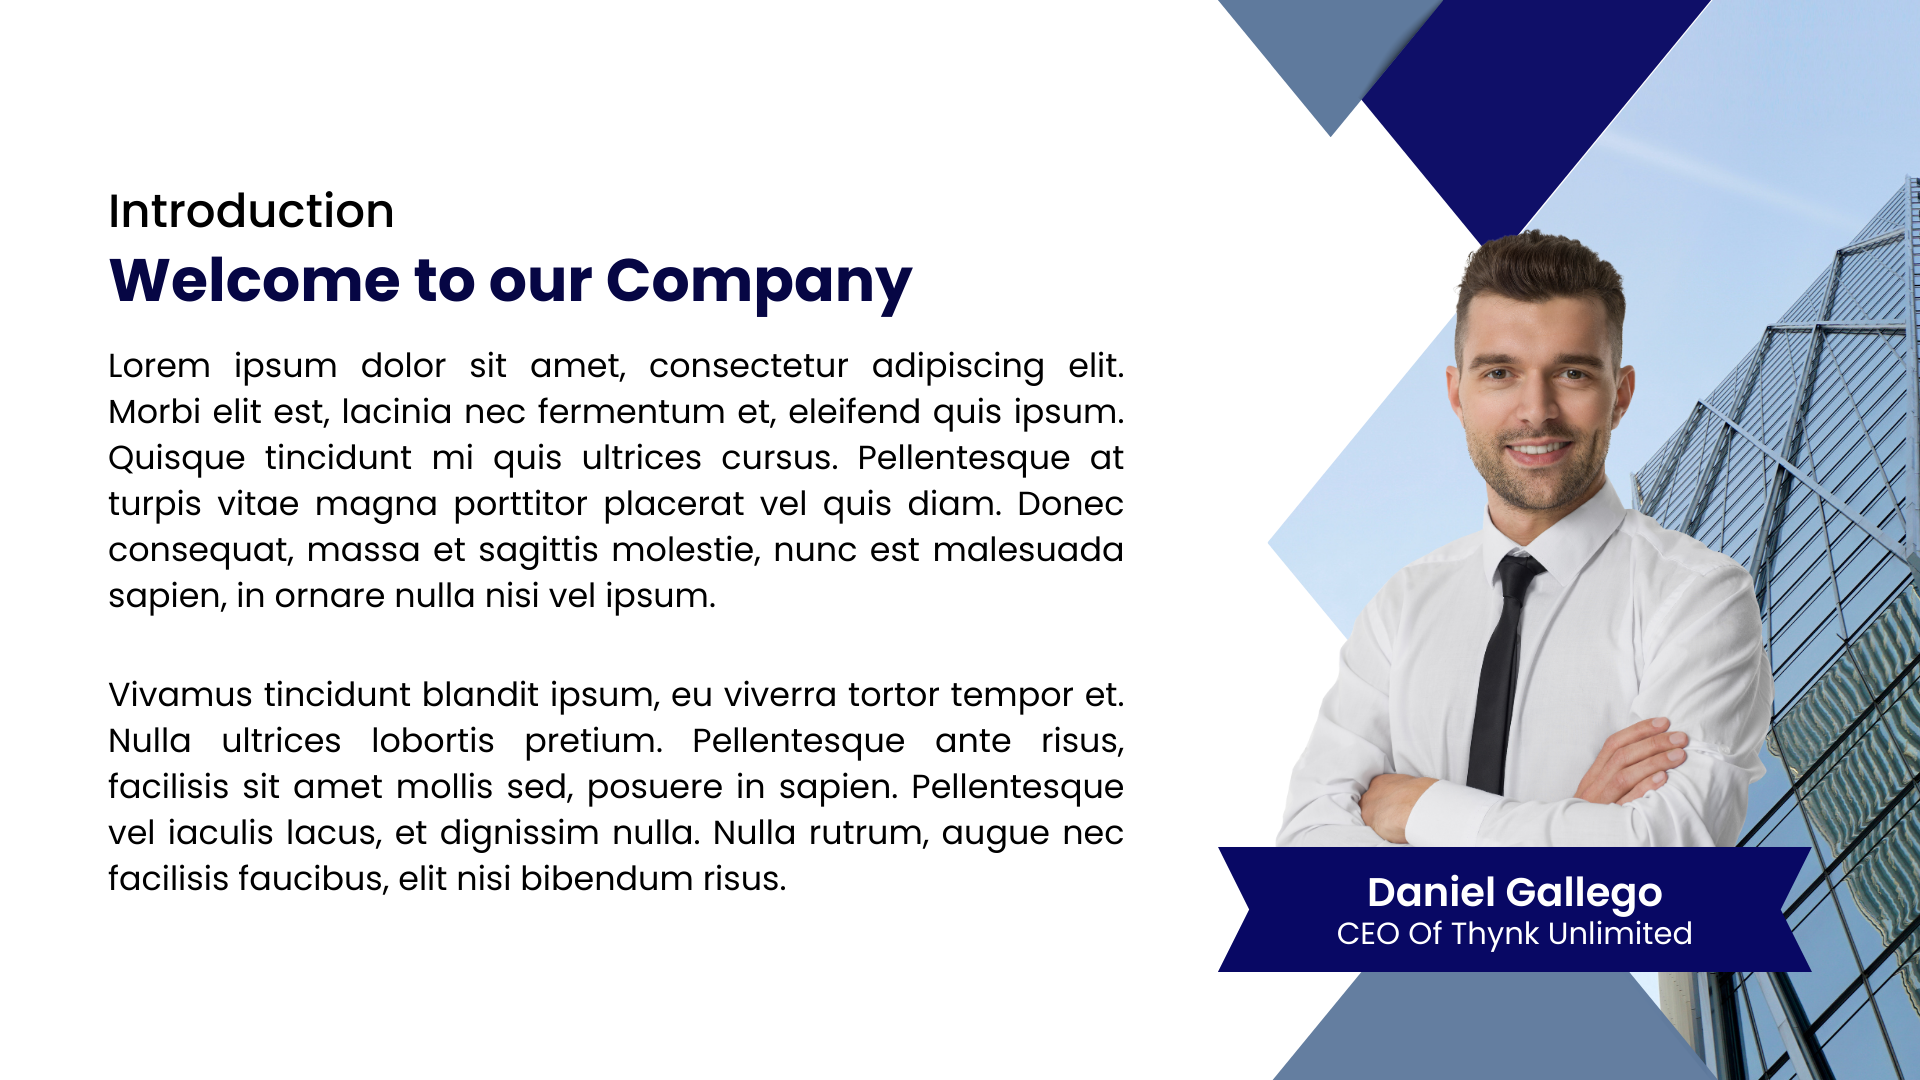 Introduction
Welcome to our Company
Lorem ipsum dolor sit amet, consectetur adipiscing elit.
Morbi elit est, lacinia nec fermentum et, eleifend quis ipsum.
Quisque tincidunt mi quis ultrices cursus. Pellentesque at
turpis vitae magna porttitor placerat vel quis diam. Donec
consequat, massa et sagittis molestie, nunc est malesuada
sapien, in ornare nulla nisi vel ipsum.
Vivamus tincidunt blandit ipsum, eu viverra tortor tempor et.
Nulla ultrices lobortis pretium. Pellentesque ante risus,
facilisis sit amet mollis sed, posuere in sapien. Pellentesque
vel iaculis lacus, et dignissim nulla. Nulla rutrum, augue nec
facilisis faucibus, elit nisi bibendum risus.
Daniel Gallego
CEO Of Thynk Unlimited